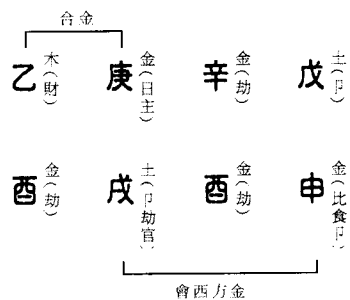 合金
戊 土(卩)
辛 金(劫)
庚 金(日主)
乙 木(財)
申 金(比食卩)
酉 金(劫)
戌 土(卩劫官)
酉 金(劫)
會西方金